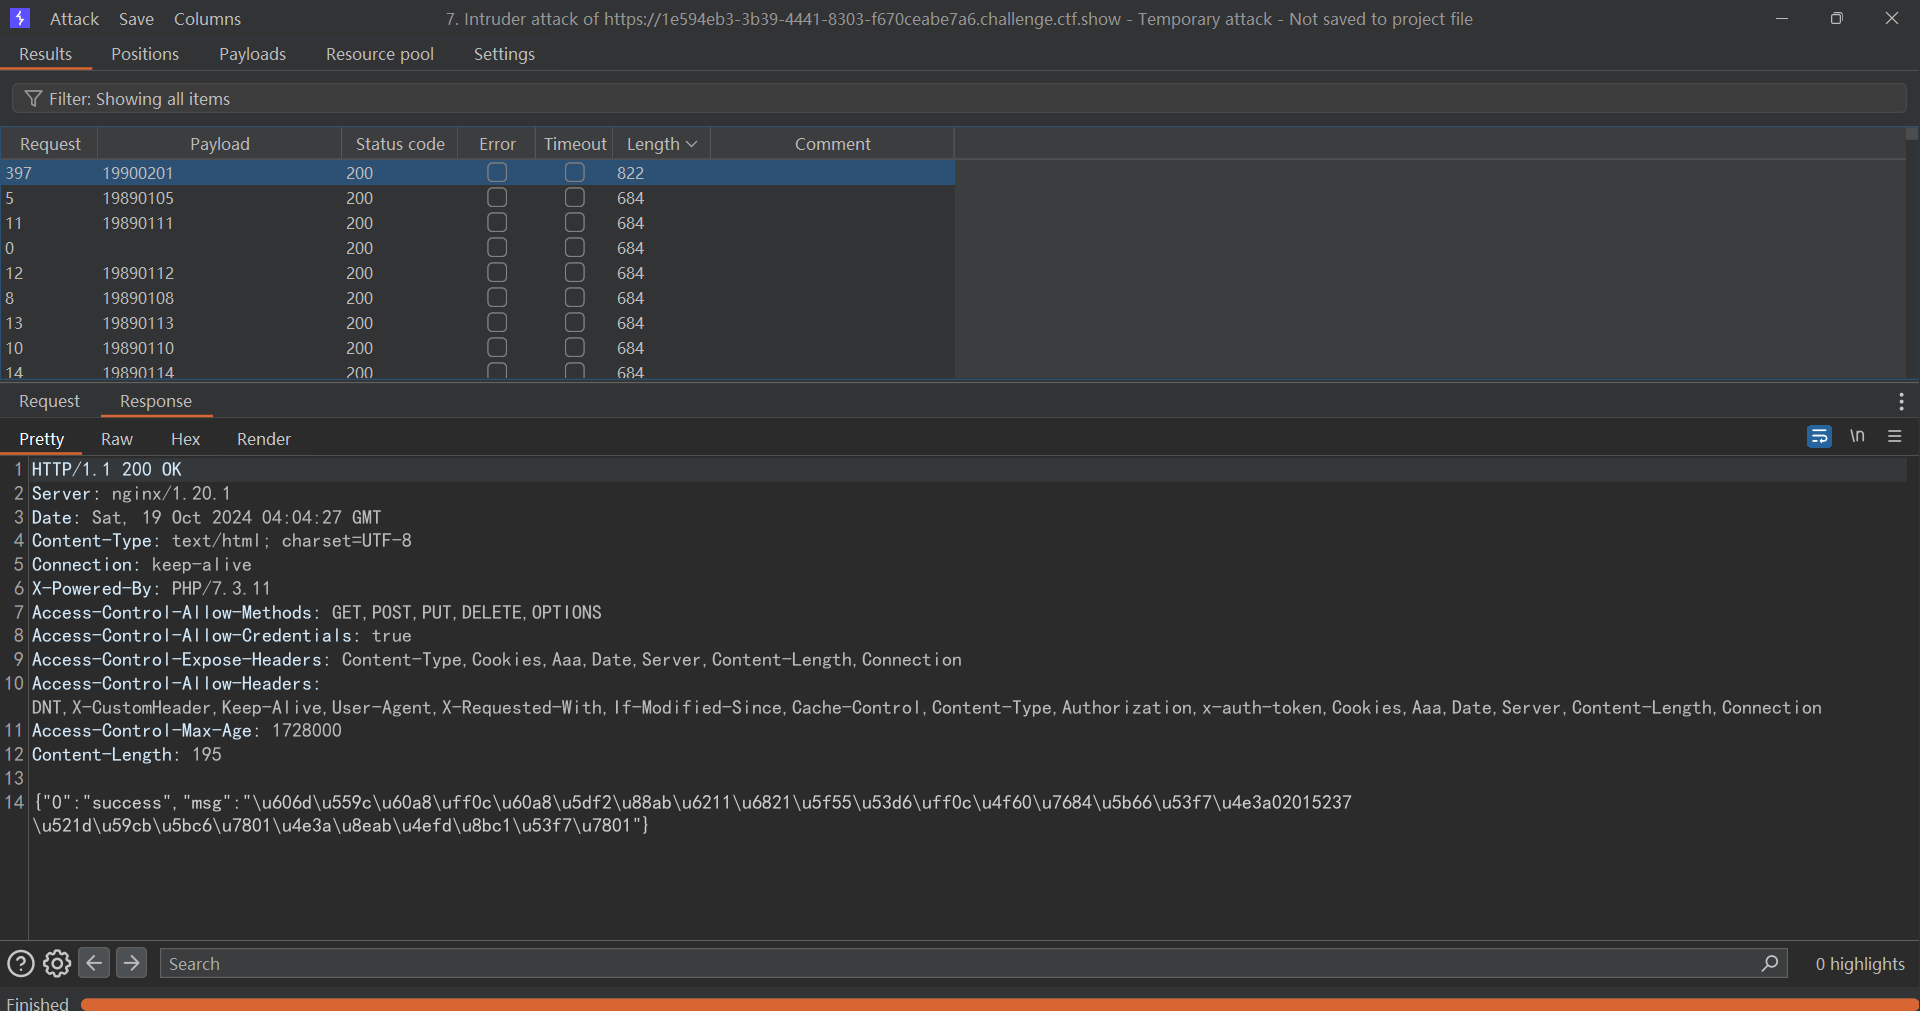 Attack Save Columns 7. Intruder attack of https://1e594eb3-3b39-4441-8303-f670ceabe7a6.challenge.ctf.show - Temporary attack - Not saved to project file
Results Positions Payloads Resource pool Settings
Filter: Showing all items
Request Payload Status code Error Timeout Length Comment
397 19900201 200 822
5 19890105 200 684
11 19890111 200 684
0 200 684
12 19890112 200 684
8 19890108 200 684
13 19890113 200 684
10 19890110 200 684
14 19890114 200 684
Request Response
Pretty Raw Hex Render \n
1 HTTP/1.1 200 OK
2 Server: nginx/1.20.1
3 Date: Sat, 19 Oct 2024 04:04:27 GMT
4 Content-Type: text/html; charset=UTF-8
5 Connection: keep-alive
6 X-Powered-By: PHP/7.3.11
7 Access-Control-Allow-Methods: GET,POST,PUT,DELETE,OPTIONS
8 Access-Control-Allow-Credentials: true
9 Access-Control-Expose-Headers: Content-Type,Cookies,Aaa,Date,Server,Content-Length,Connection
10 Access-Control-Allow-Headers:
DNT,X-CustomHeader,Keep-Alive,User-Agent,X-Requested-With,If-Modified-Since,Cache-Control,Content-Type,Authorization,x-auth-token,Cookies,Aaa,Date,Server,Content-Length,Connection
11 Access-Control-Max-Age: 1728000
12 Content-Length: 195
13
14 {"0":"success","msg":"\u606d\u559c\u60a8\uff0c\u60a8\u5df2\u88ab\u6211\u6821\u5f55\u53d6\uff0c\u4f60\u7684\u5b66\u53f7\u4e3a02015237
\u521d\u59cb\u5bc6\u7801\u4e3a\u8eab\u4efd\u8bc1\u53f7\u7801"}
Search 0 highlights
Finished